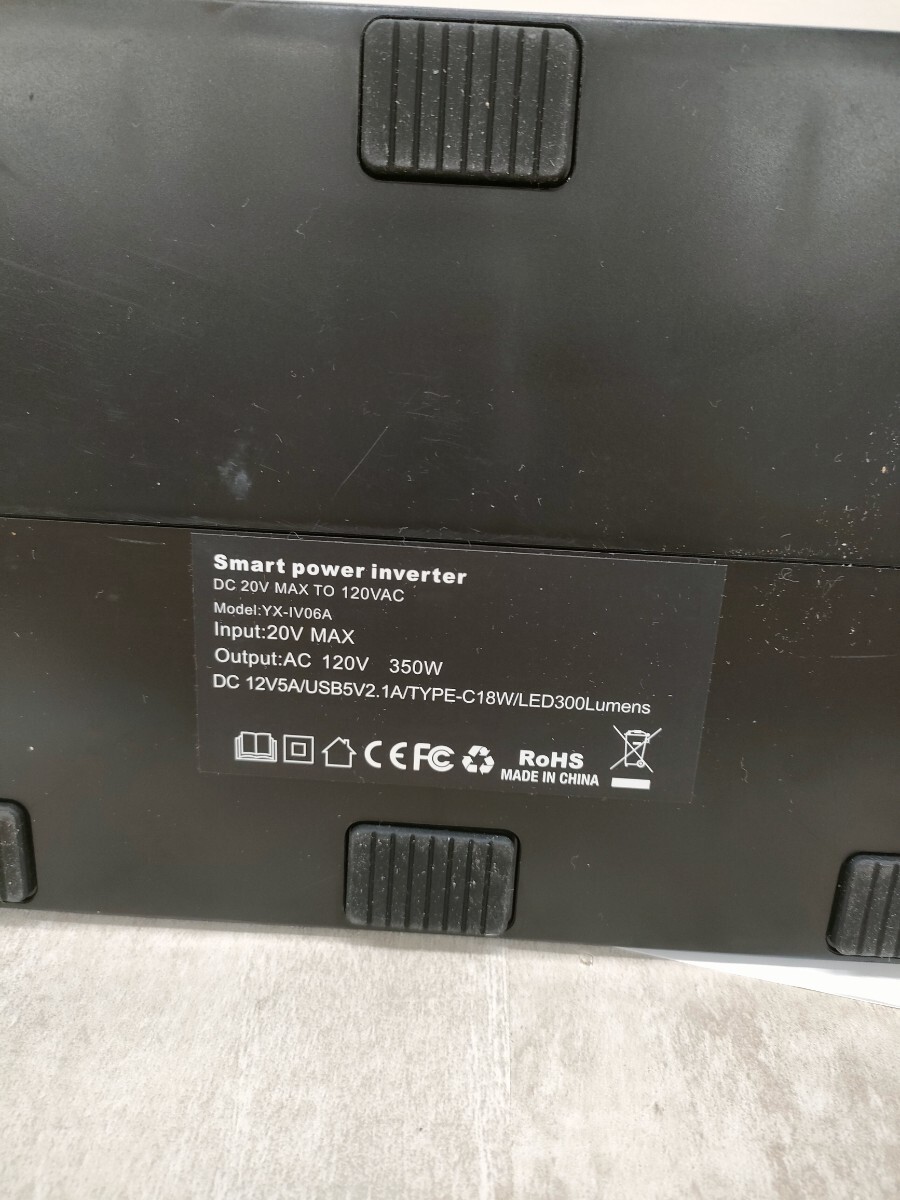 Smart power inverter
DC 20V MAX TO 120VAC
Model:YX-IV06A
Input:20V MAX
Output:AC 120V 350W
DC 12V5A/USB5V2.1A/TYPE-C18W/LED300Lumens
CE FC RoHS
MADE IN CHINA